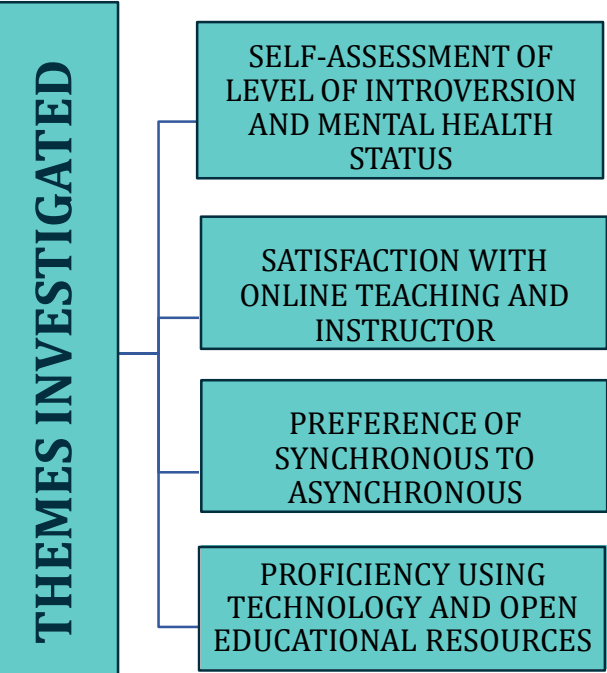 THEMES INVESTIGATED
SELF-ASSESSMENT OF
LEVEL OF INTROVERSION
AND MENTAL HEALTH
STATUS
SATISFACTION WITH
ONLINE TEACHING AND
INSTRUCTOR
PREFERENCE OF
SYNCHRONOUS TO
ASYNCHRONOUS
PROFICIENCY USING
TECHNOLOGY AND OPEN
EDUCATIONAL RESOURCES